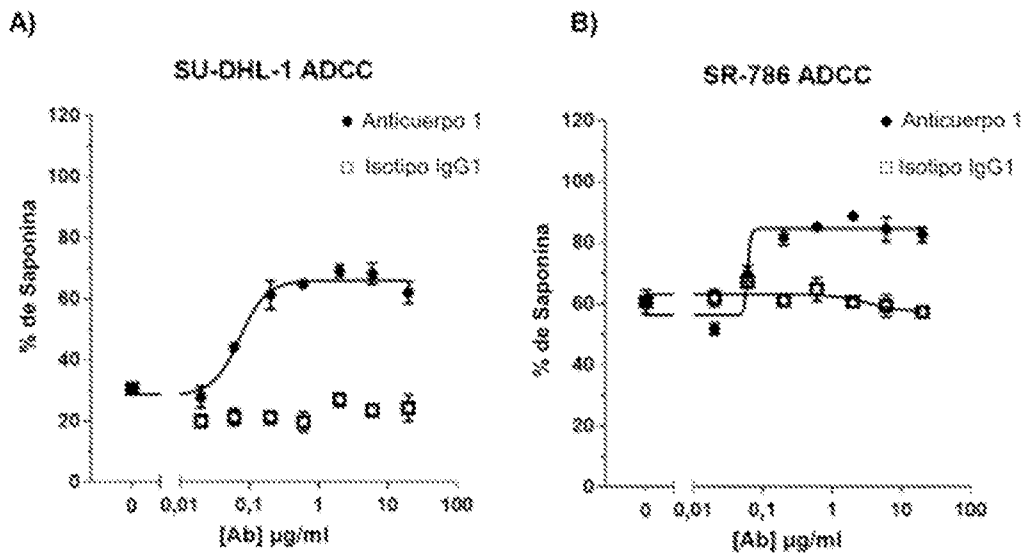 A)
SU-DHL-1 ADCC
Anticuerpo 1
Isotipo IgG1
% de Saponina
120
100
80
60
40
20
0
0 0,01 0,1 1 10 100
[Ab] µg/ml
B)
SR-786 ADCC
Anticuerpo 1
Isotipo IgG1
% de Saponina
120
100
80
60
40
20
0
0 0,01 0,1 1 10 100
[Ab] µg/ml